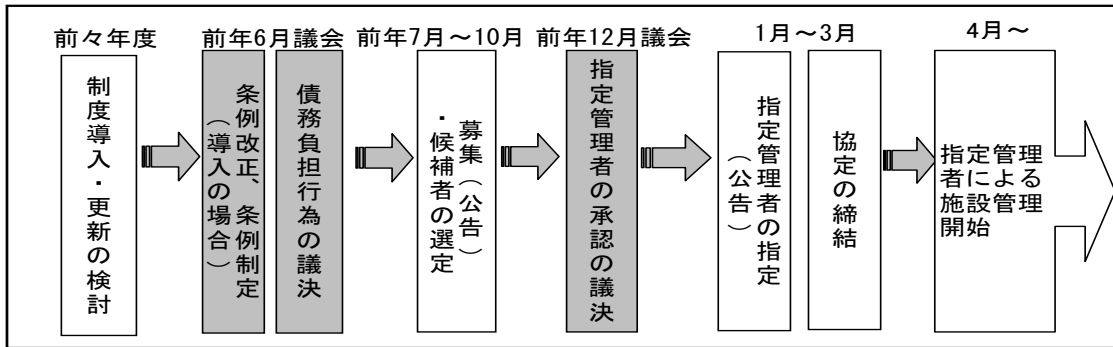 前々年度
前年6月議会
前年7月～10月
前年12月議会
1月～3月
4月～
制度導入・更新の検討
条例改正、条例制定
（導入の場合）
債務負担行為の議決
募集（公告）
・候補者の選定
指定管理者の承認の議決
指定管理者の指定
（公告）
協定の締結
指定管理
者による
施設管理
開始